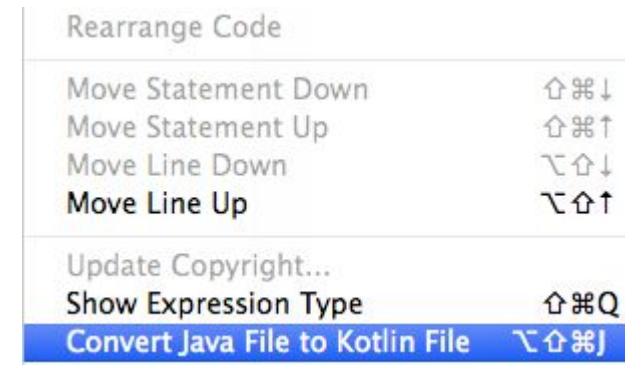 Rearrange Code
Move Statement Down ⇧⌘↓
Move Statement Up ⇧⌘↑
Move Line Down ⌥⇧↓
Move Line Up ⌥⇧↑
Update Copyright...
Show Expression Type ⇧⌘Q
Convert Java File to Kotlin File ⌥⇧⌘J